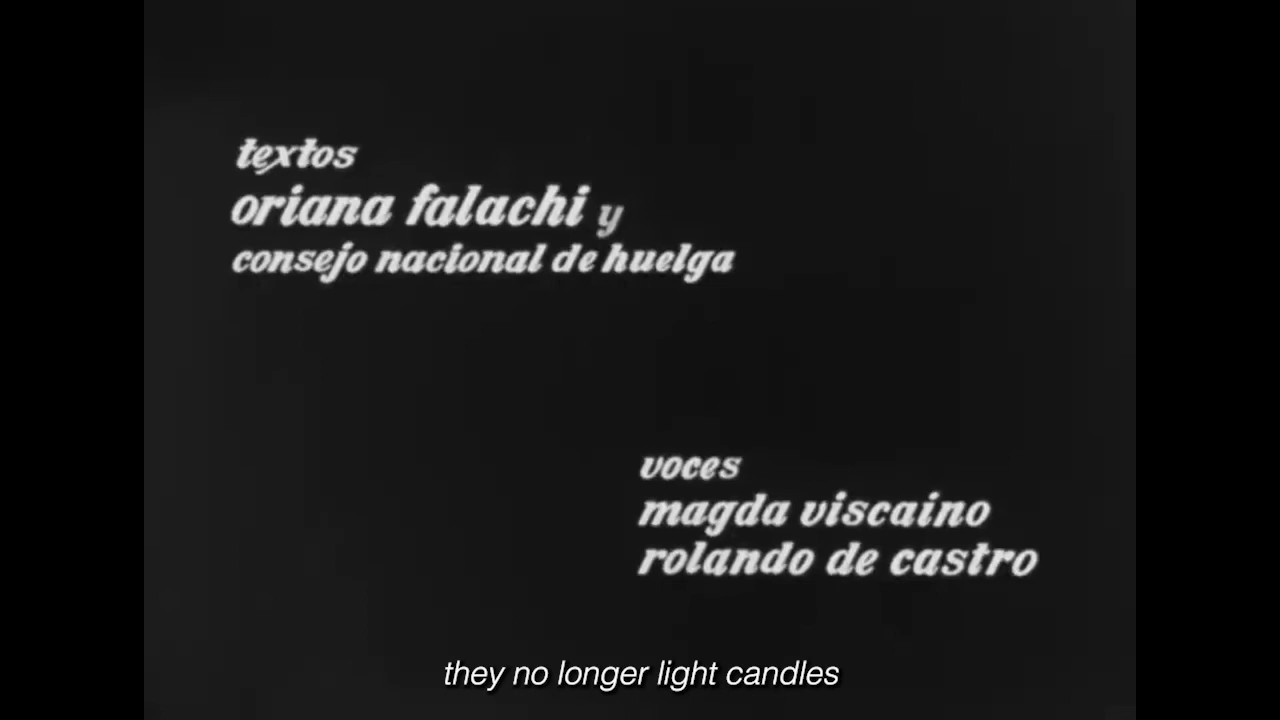 textos
oriana falachi y
consejo nacional de huelga
voces
magda viscaino
rolando de castro
they no longer light candles